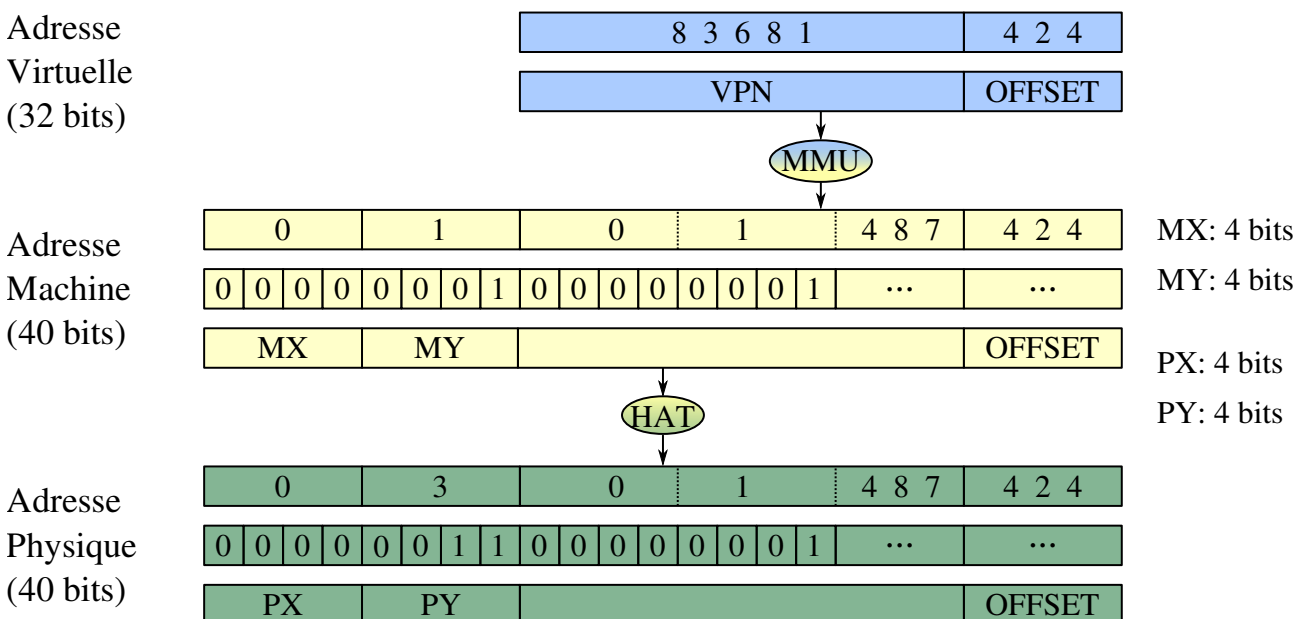 Adresse
Virtuelle
(32 bits)
8 3 6 8 1 4 2 4
VPN OFFSET
MMU
Adresse
Machine
(40 bits)
0 1 0 1 4 8 7 4 2 4
0 0 0 0 0 0 0 1 0 0 0 0 0 0 0 1 ... ...
MX MY OFFSET
MX: 4 bits
MY: 4 bits
PX: 4 bits
PY: 4 bits
HAT
Adresse
Physique
(40 bits)
0 3 0 1 4 8 7 4 2 4
0 0 0 0 0 0 1 1 0 0 0 0 0 0 0 1 ... ...
PX PY OFFSET